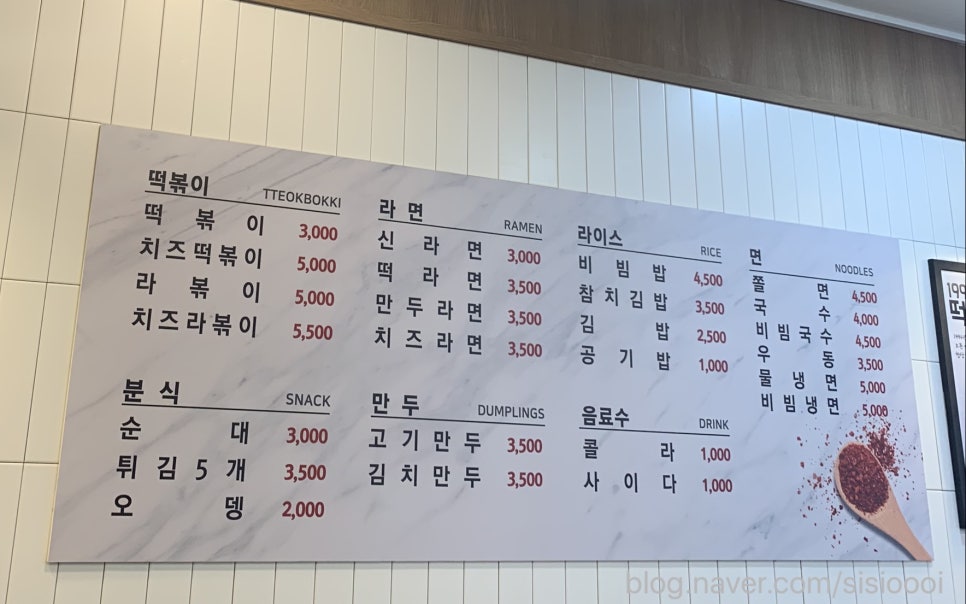 떡볶이 TTEOKBOKKI
떡볶이 3,000
치즈떡볶이 5,000
라볶이 5,000
치즈라볶이 5,500
라면 RAMEN
신라면 3,000
떡라면 3,500
만두라면 3,500
치즈라면 3,500
라이스 RICE
비빔밥 4,500
참치김밥 3,500
김밥 2,500
공기밥 1,000
면 NOODLES
쫄면 4,500
국수 4,000
비빔국수 4,500
우동 3,500
물냉면 5,000
비빔냉면 5,000
분식 SNACK
순대 3,000
튀김5개 3,500
오뎅 2,000
만두 DUMPLINGS
고기만두 3,500
김치만두 3,500
음료수 DRINK
콜라 1,000
사이다 1,000
blog.naver.com/sisioooi